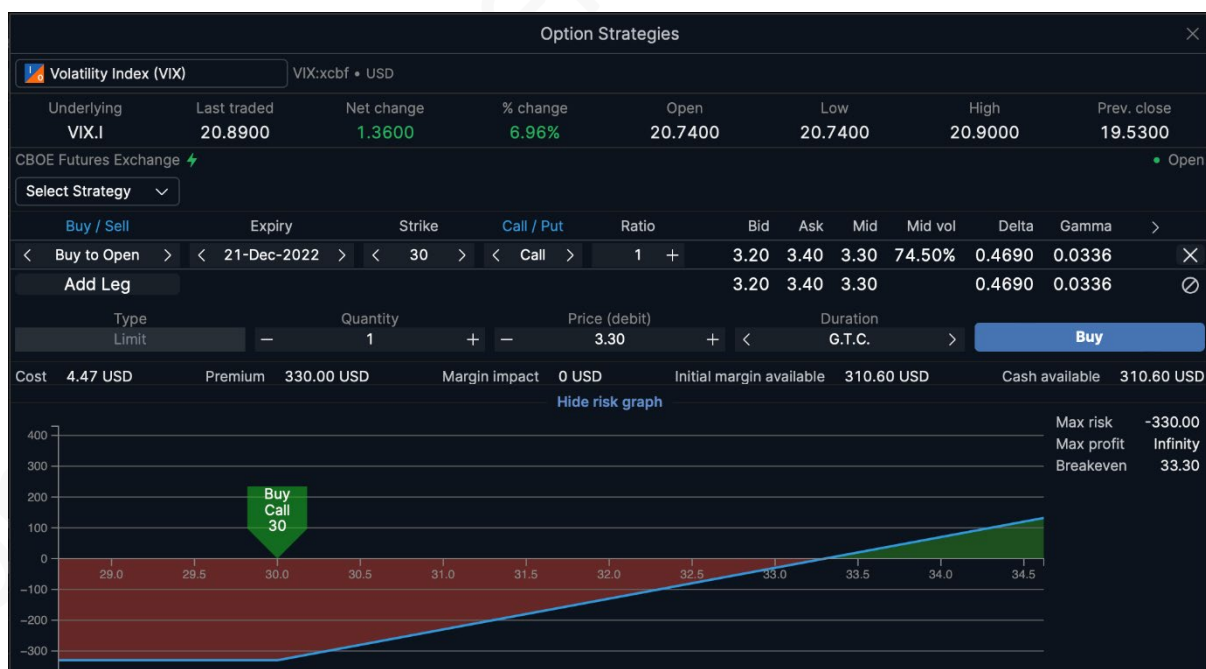 Option Strategies
Volatility Index (VIX) VIX:xcbf • USD
Underlying Last traded Net change % change Open Low High Prev. close
VIX.I 20.8900 1.3600 6.96% 20.7400 20.7400 20.9000 19.5300
CBOE Futures Exchange • Open
Select Strategy
Buy / Sell Expiry Strike Call / Put Ratio Bid Ask Mid Mid vol Delta Gamma >
< Buy to Open > < 21-Dec-2022 > < 30 > < Call > 1 + 3.20 3.40 3.30 74.50% 0.4690 0.0336
Add Leg 3.20 3.40 3.30 0.4690 0.0336
Type Quantity Price (debit) Duration
Limit − 1 + − 3.30 + < G.T.C. > Buy
Cost 4.47 USD Premium 330.00 USD Margin impact 0 USD Initial margin available 310.60 USD Cash available 310.60 USD
Hide risk graph
Max risk -330.00
Max profit Infinity
Breakeven 33.30
400
300
200
100
0
−100
−200
−300
Buy
Call
30
29.0 29.5 30.0 30.5 31.0 31.5 32.0 32.5 33.0 33.5 34.0 34.5